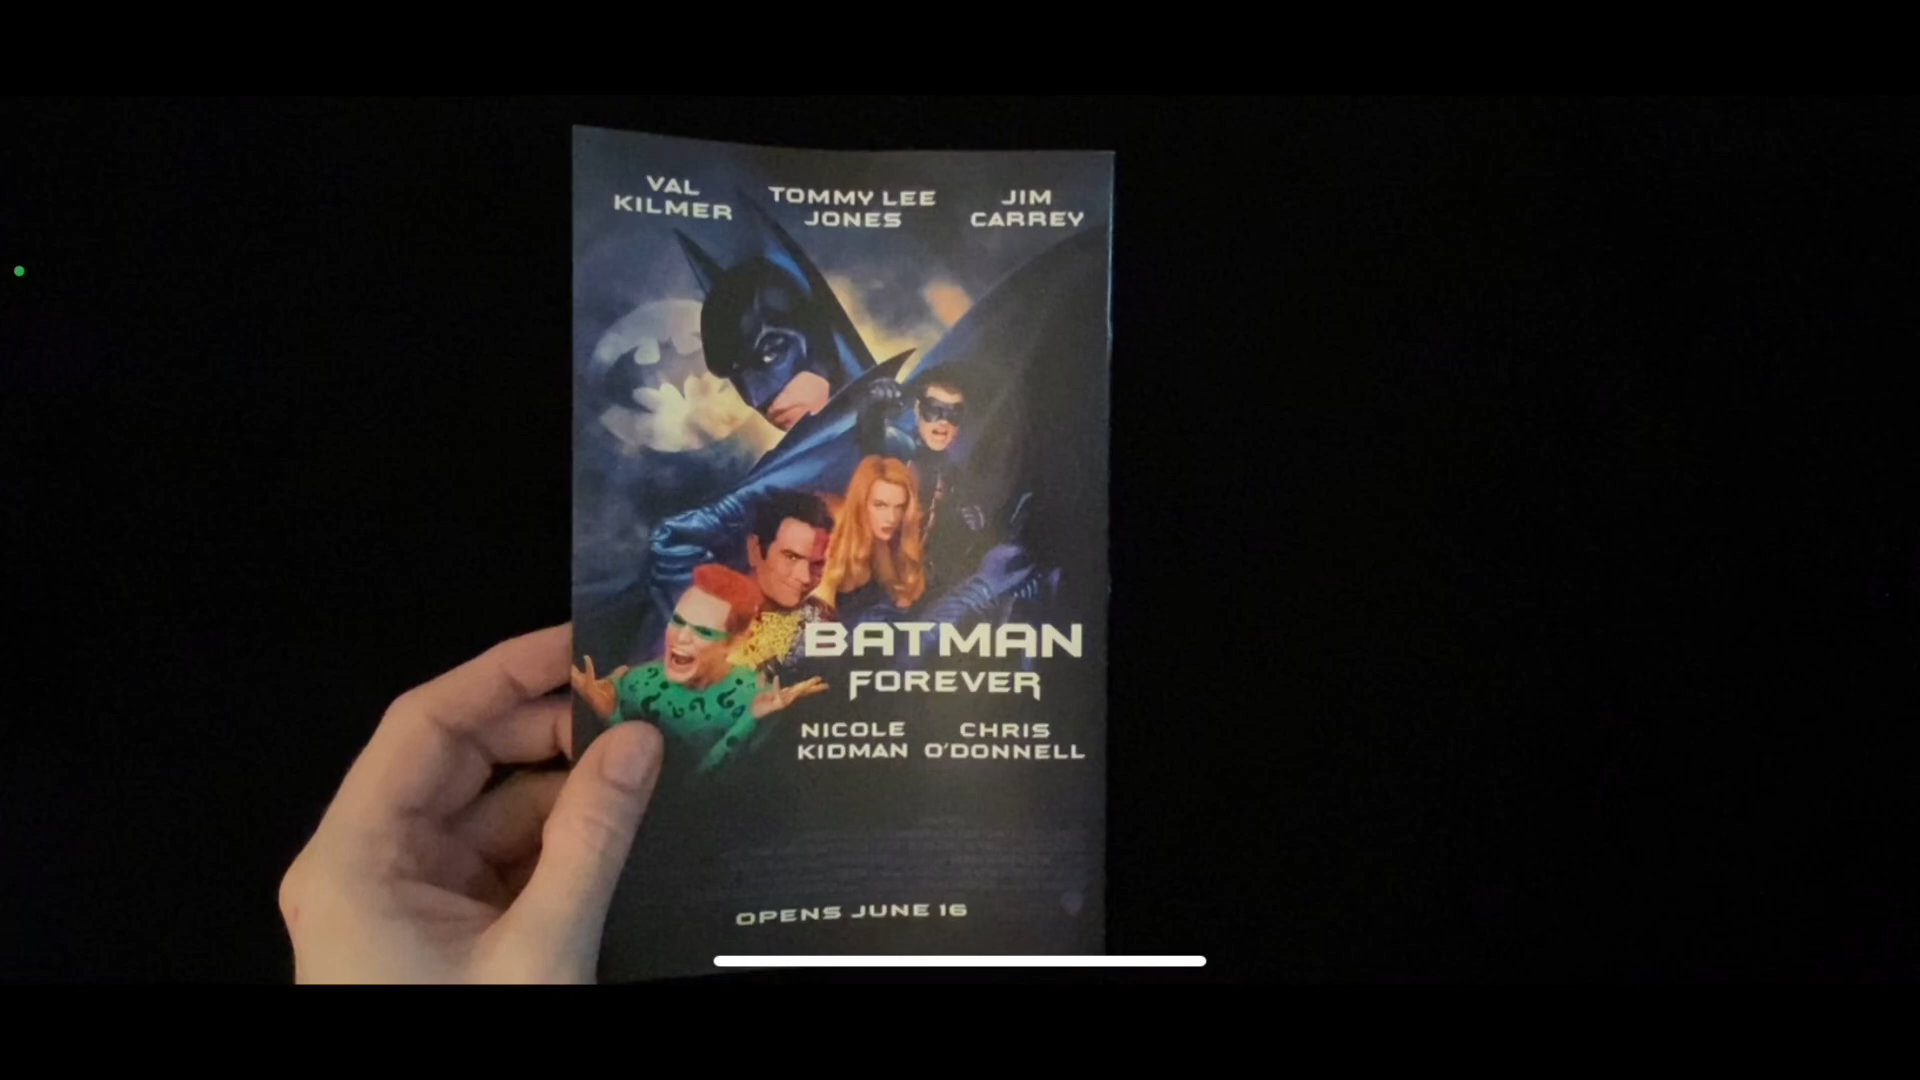 VAL
KILMER
TOMMY LEE
JONES
JIM
CARREY
BATMAN
FOREVER
NICOLE
KIDMAN
CHRIS
O'DONNELL
OPENS JUNE 16